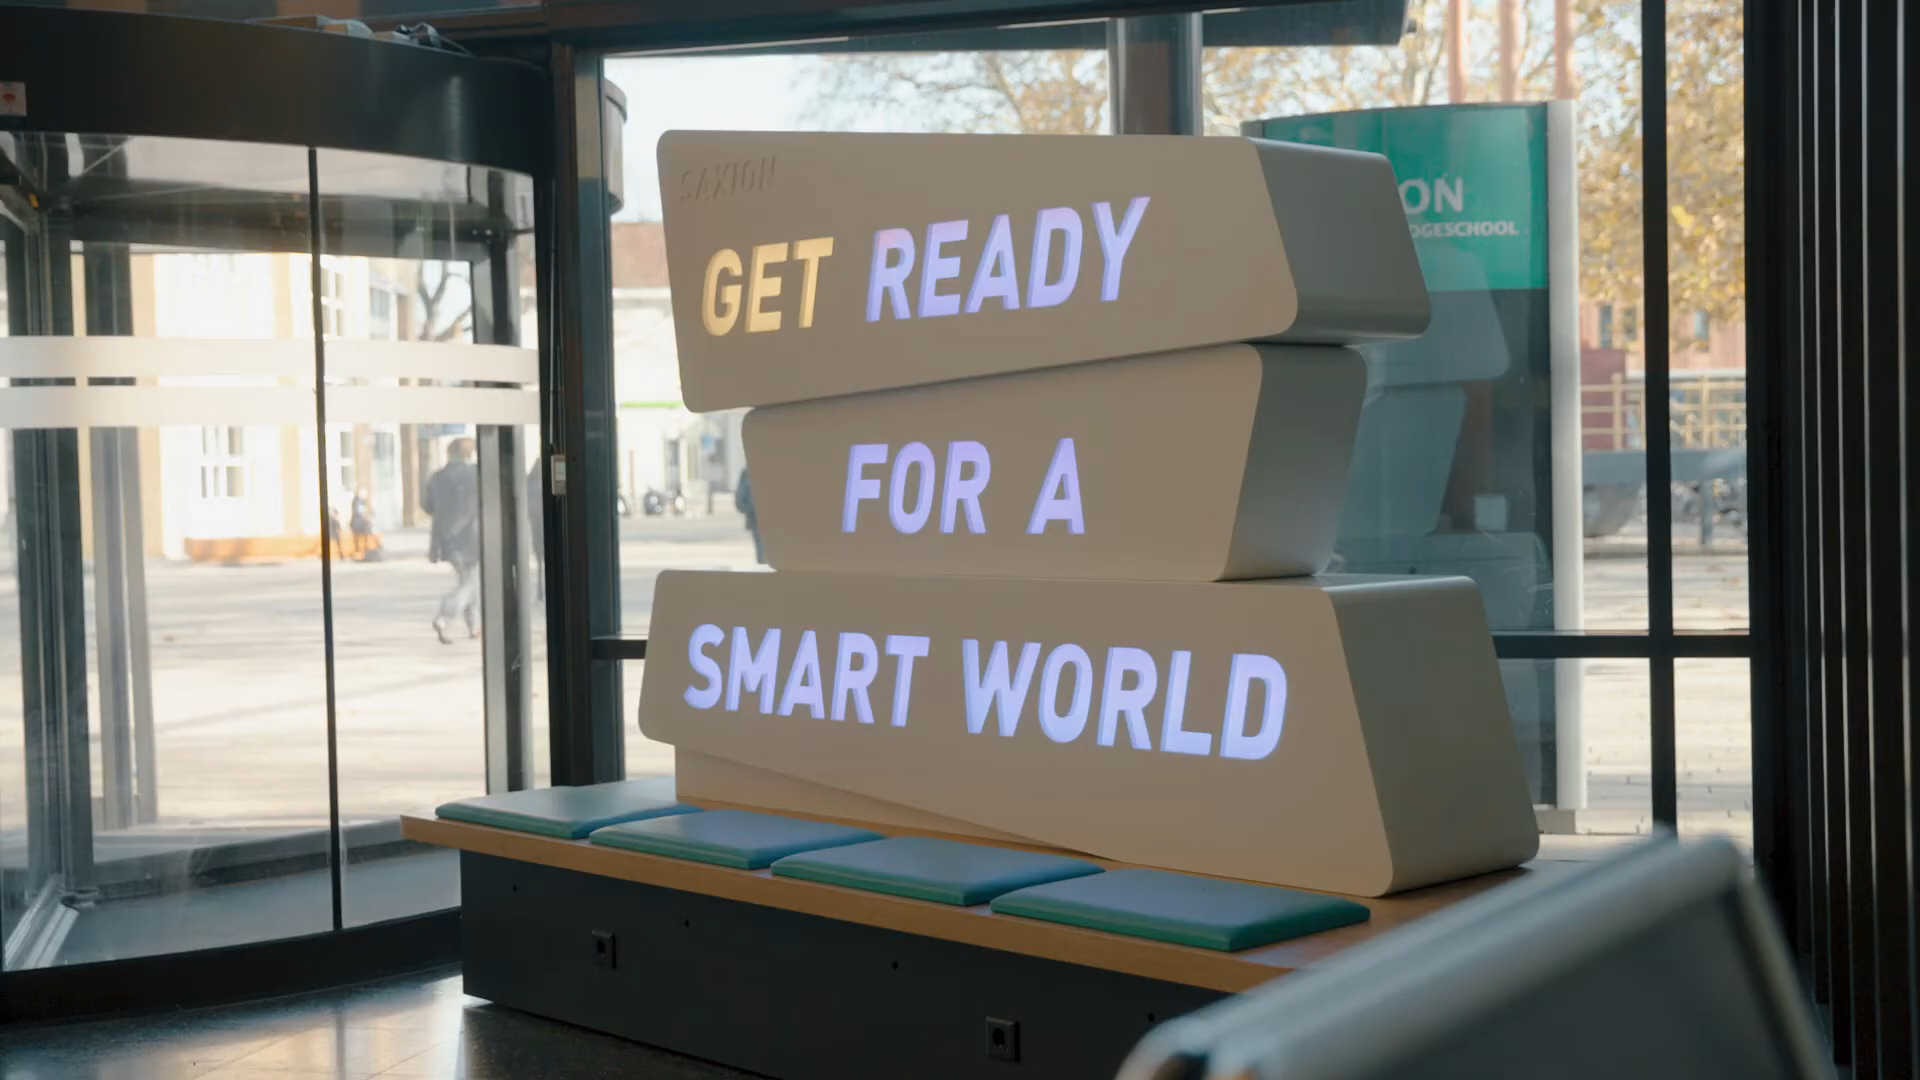 SAXION
GET READY
FOR A
SMART WORLD
ON
OGESCHOOL